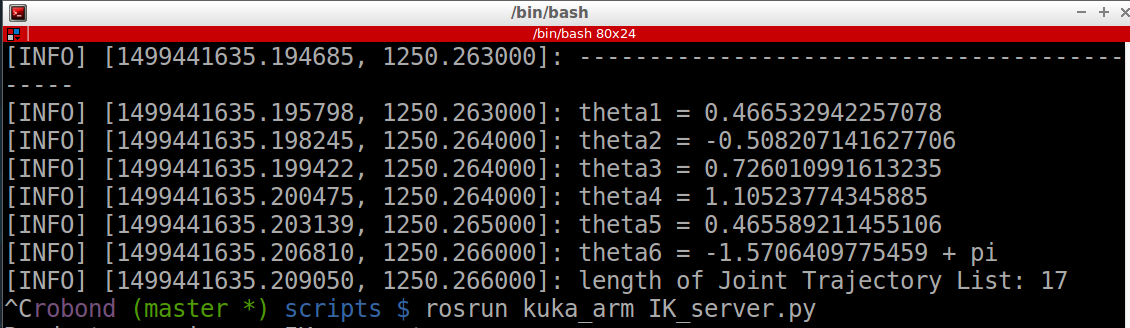 /bin/bash
/bin/bash 80x24
[INFO] [1499441635.194685, 1250.263000]: ---------------------------------------
-----
[INFO] [1499441635.195798, 1250.263000]: theta1 = 0.466532942257078
[INFO] [1499441635.198245, 1250.264000]: theta2 = -0.508207141627706
[INFO] [1499441635.199422, 1250.264000]: theta3 = 0.726010991613235
[INFO] [1499441635.200475, 1250.264000]: theta4 = 1.10523774345885
[INFO] [1499441635.203139, 1250.265000]: theta5 = 0.465589211455106
[INFO] [1499441635.206810, 1250.266000]: theta6 = -1.5706409775459 + pi
[INFO] [1499441635.209050, 1250.266000]: length of Joint Trajectory List: 17
^Crobond (master *) scripts $ rosrun kuka_arm IK_server.py